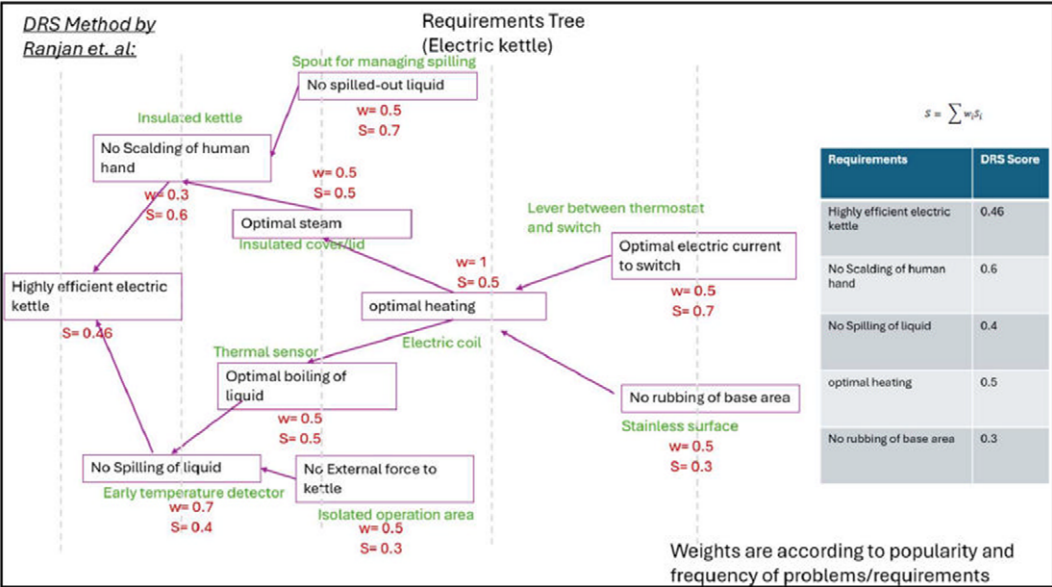 DRS Method by
Ranjan et. al:
Requirements Tree
(Electric kettle)
Spout for managing spilling
No spilled-out liquid
w= 0.5
S= 0.7
Insulated kettle
No Scalding of human
hand
w= 0.3
S= 0.6
w= 0.5
S= 0.5
Optimal steam
Insulated cover/lid
Lever between thermostat
and switch
Optimal electric current
to switch
w= 0.5
S= 0.7
w= 1
S= 0.5
optimal heating
Electric coil
Highly efficient electric
kettle
S= 0.46
Thermal sensor
Optimal boiling of
liquid
w= 0.5
S= 0.5
No rubbing of base area
Stainless surface
w= 0.5
S= 0.3
No Spilling of liquid
Early temperature detector
w= 0.7
S= 0.4
No External force to
kettle
Isolated operation area
w= 0.5
S= 0.3
s = ∑ wᵢsᵢ
Requirements DRS Score
Highly efficient electric 0.46
kettle
No Scalding of human 0.6
hand
No Spilling of liquid 0.4
optimal heating 0.5
No rubbing of base area 0.3
Weights are according to popularity and
frequency of problems/requirements